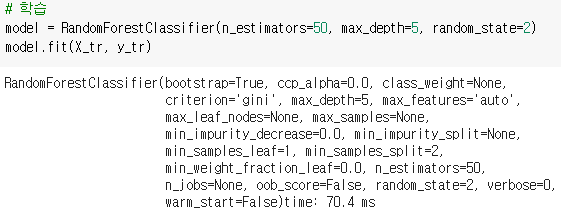 # 학습
model = RandomForestClassifier(n_estimators=50, max_depth=5, random_state=2)
model.fit(X_tr, y_tr)
RandomForestClassifier(bootstrap=True, ccp_alpha=0.0, class_weight=None,
criterion='gini', max_depth=5, max_features='auto',
max_leaf_nodes=None, max_samples=None,
min_impurity_decrease=0.0, min_impurity_split=None,
min_samples_leaf=1, min_samples_split=2,
min_weight_fraction_leaf=0.0, n_estimators=50,
n_jobs=None, oob_score=False, random_state=2, verbose=0,
warm_start=False)time: 70.4 ms